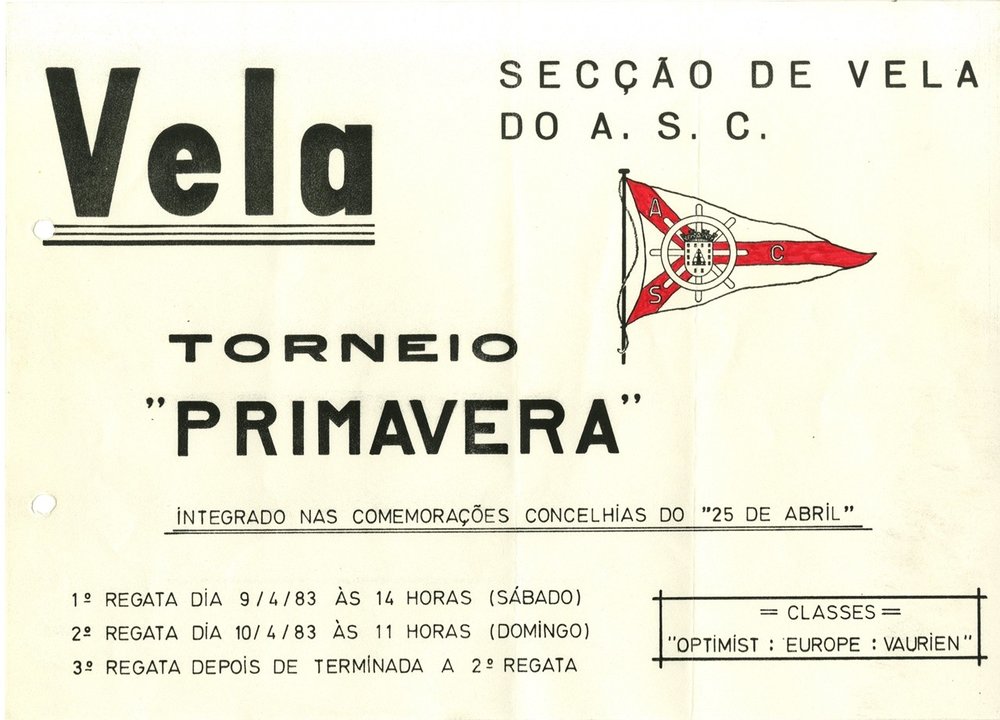 Vela
SECÇÃO DE VELA
DO A. S. C.
A
C
S
TORNEIO
"PRIMAVERA"
INTEGRADO NAS COMEMORAÇÕES CONCELHIAS DO "25 DE ABRIL"
1º REGATA DIA 9/4/83 ÀS 14 HORAS (SÁBADO)
2º REGATA DIA 10/4/83 ÀS 11 HORAS (DOMINGO)
3º REGATA DEPOIS DE TERMINADA A 2º REGATA
= CLASSES =
"OPTIMIST : EUROPE : VAURIEN"